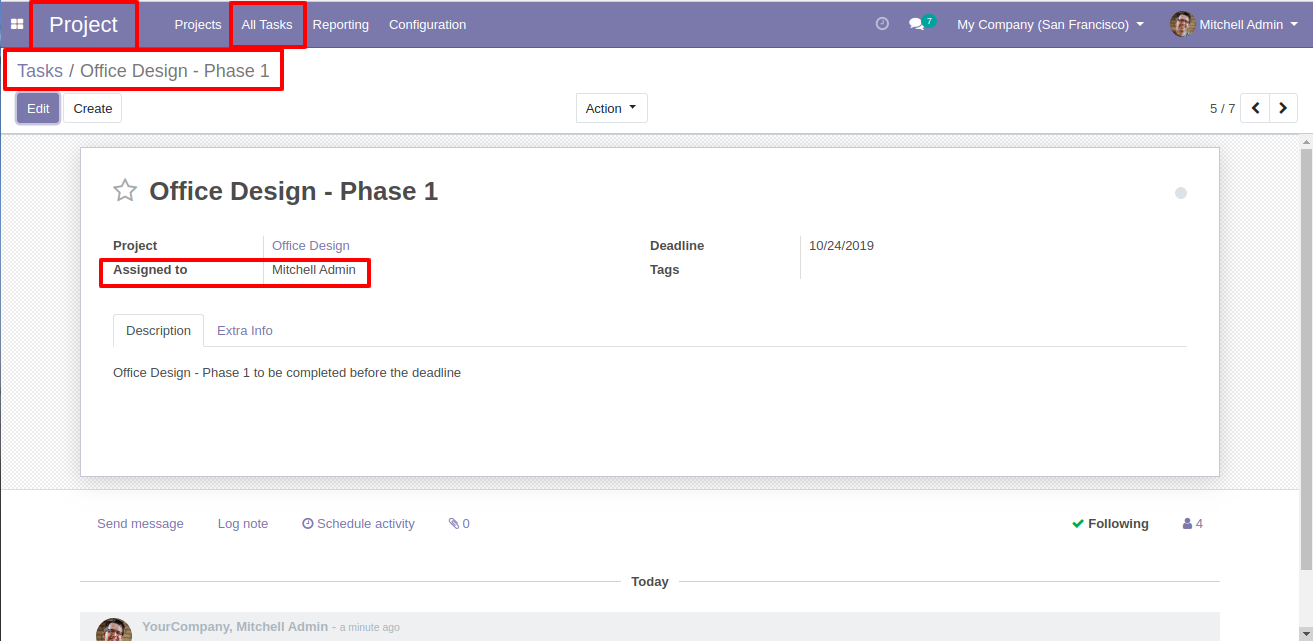 Project Projects All Tasks Reporting Configuration 7 My Company (San Francisco) Mitchell Admin
Tasks / Office Design - Phase 1
Edit Create Action 5 / 7
Office Design - Phase 1
Project Office Design Deadline 10/24/2019
Assigned to Mitchell Admin Tags
Description Extra Info
Office Design - Phase 1 to be completed before the deadline
Send message Log note Schedule activity 0 Following 4
Today
YourCompany, Mitchell Admin - a minute ago